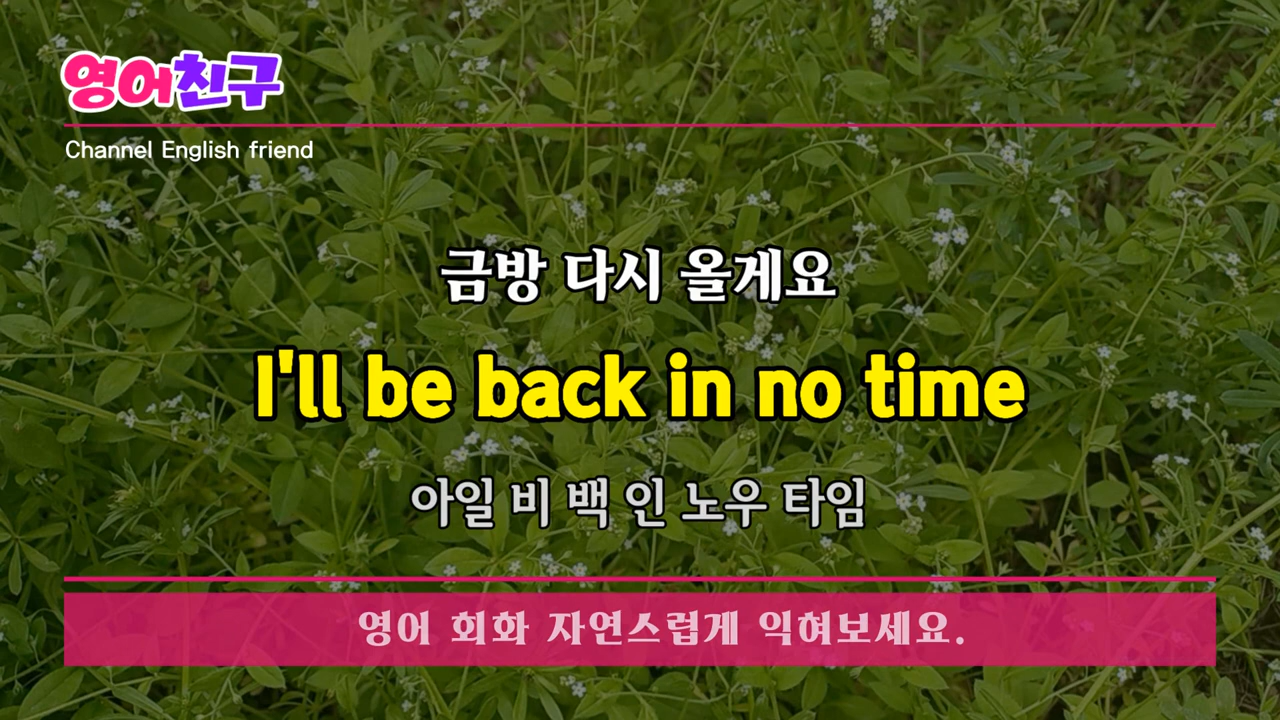 영어친구
Channel English friend
금방 다시 올게요
I'll be back in no time
아일 비 백 인 노우 타임
영어 회화 자연스럽게 익혀보세요.